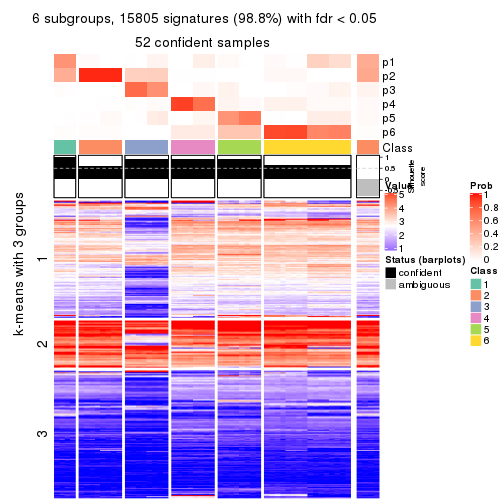 6 subgroups, 15805 signatures (98.8%) with fdr < 0.05
52 confident samples
p1
p2
p3
p4
p5
p6
Class
1
0.5
0
-0.5
Silhouette
score
k-means with 3 groups
1
2
3
Value
5
4
3
2
1
Status (barplots)
confident
ambiguous
Prob
1
0.8
0.6
0.4
0.2
0
Class
1
2
3
4
5
6